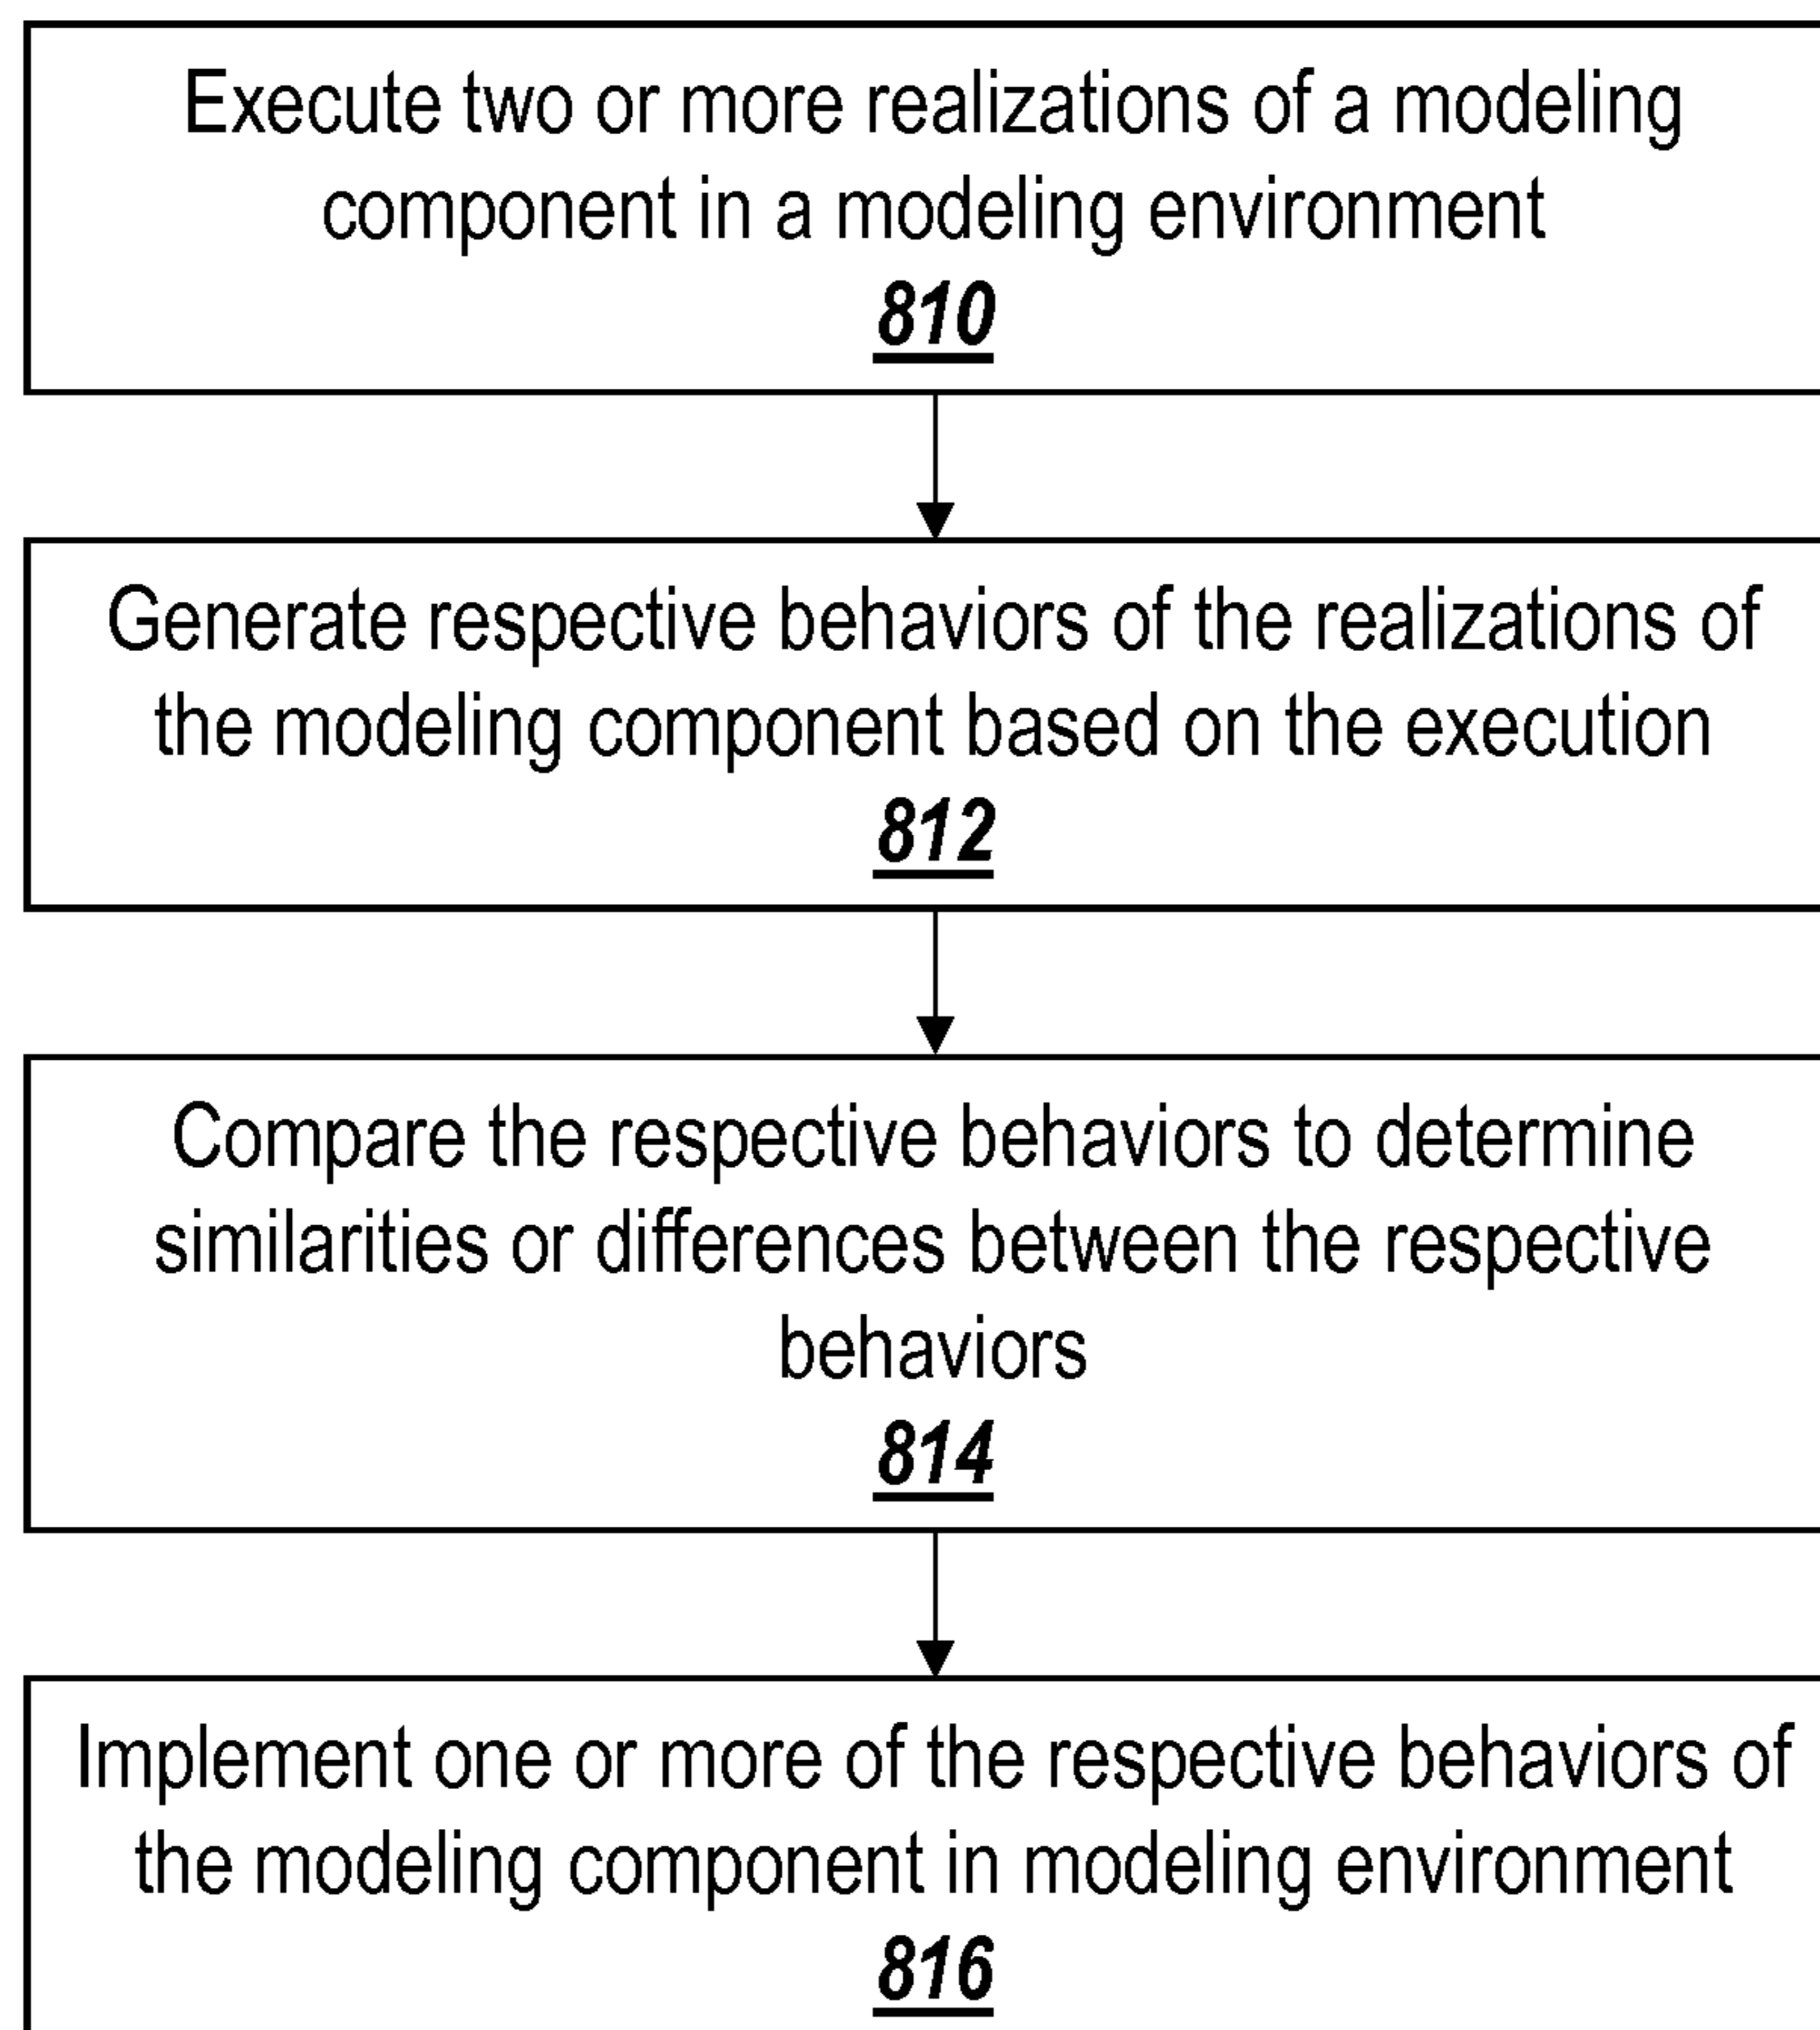 Execute two or more realizations of a modeling
component in a modeling environment
810
Generate respective behaviors of the realizations of
the modeling component based on the execution
812
Compare the respective behaviors to determine
similarities or differences between the respective
behaviors
814
Implement one or more of the respective behaviors of
the modeling component in modeling environment
816